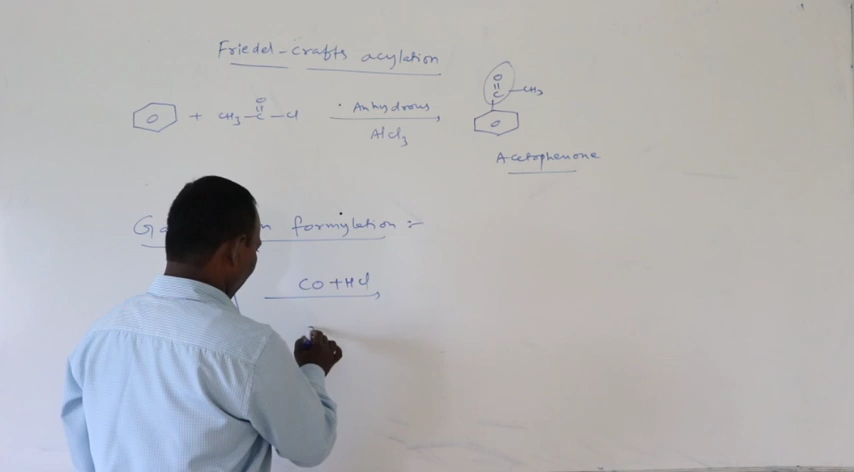 Friedel-crafts acylation
+ CH3-C-Cl
O
Anhydrous
AlCl3
O
C-CH3
Acetophenone
formylation :-
CO+HCl